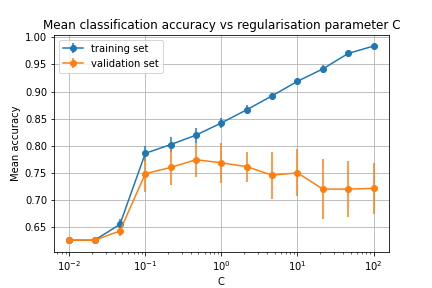 Mean classification accuracy vs regularisation parameter C
training set
validation set
Mean accuracy
1.00
0.95
0.90
0.85
0.80
0.75
0.70
0.65
10⁻²
10⁻¹
10⁰
10¹
10²
C